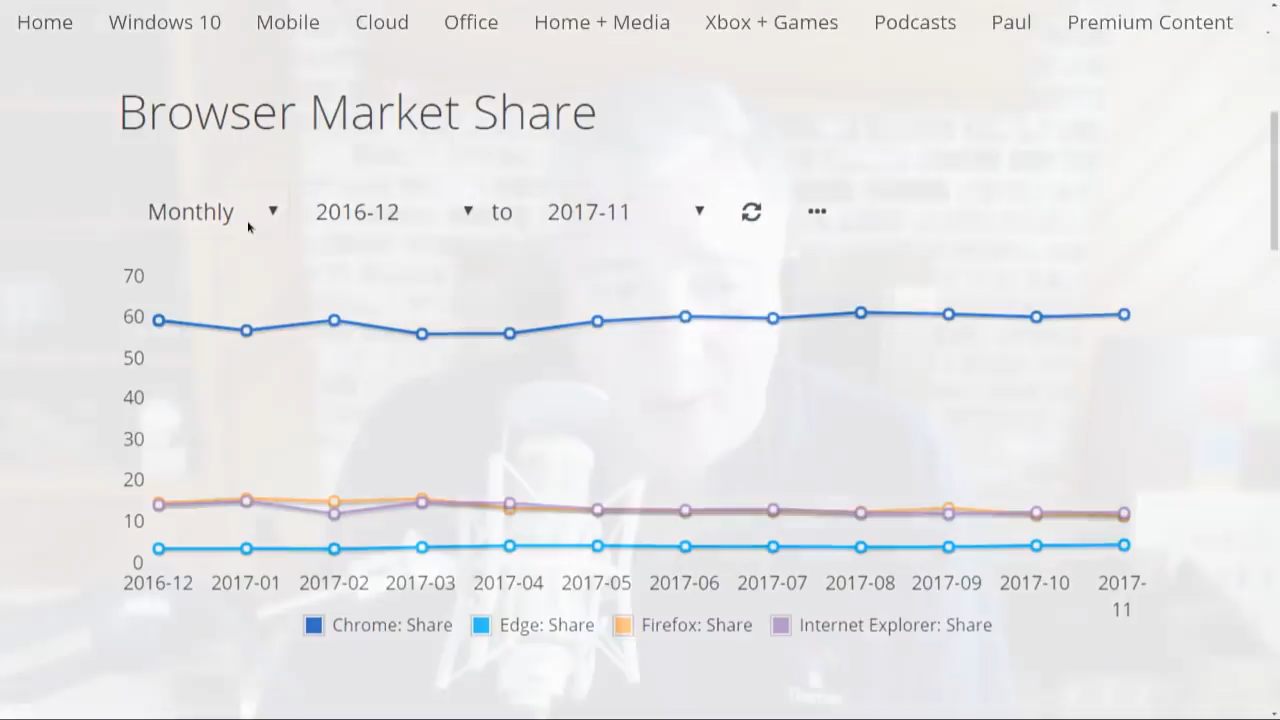 Home Windows 10 Mobile Cloud Office Home + Media Xbox + Games Podcasts Paul Premium Content
Browser Market Share
Monthly 2016-12 to 2017-11
70
60
50
40
30
20
10
0
2016-12 2017-01 2017-02 2017-03 2017-04 2017-05 2017-06 2017-07 2017-08 2017-09 2017-10 2017-
11
Chrome: Share Edge: Share Firefox: Share Internet Explorer: Share